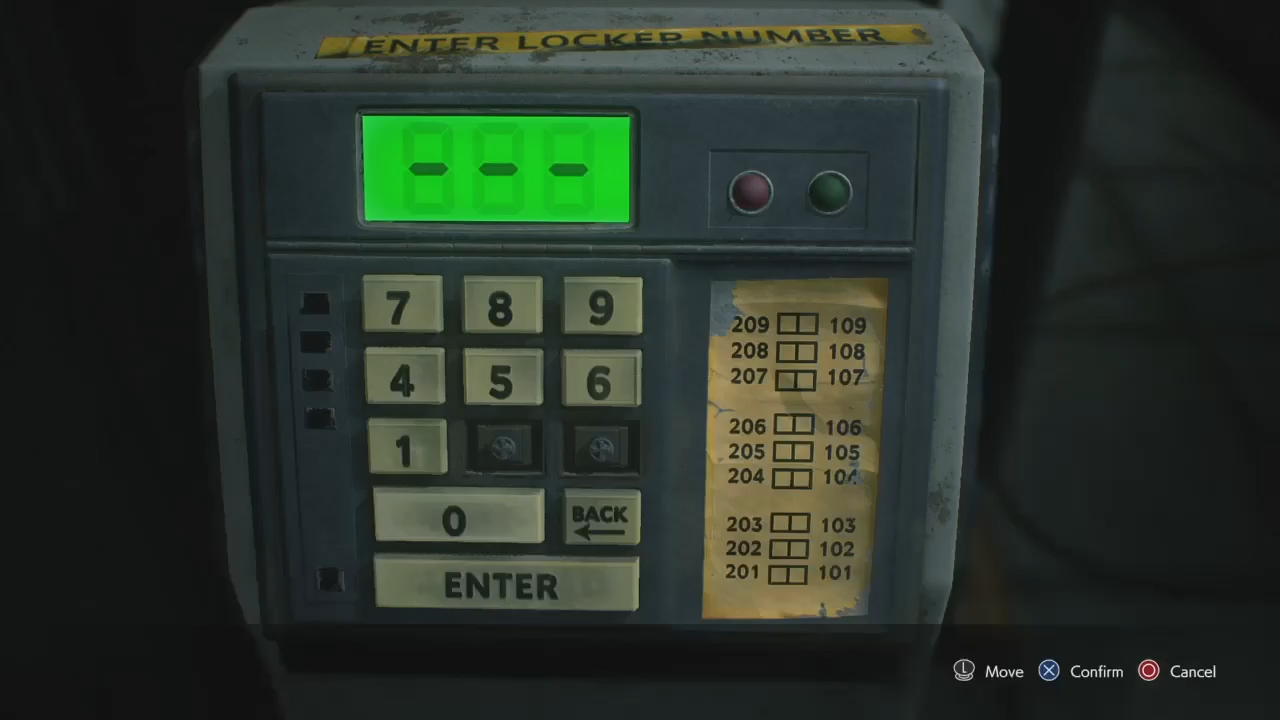 ENTER LOCKER NUMBER
- - -
7 8 9
4 5 6
1
0 BACK
ENTER
209 109
208 108
207 107
206 106
205 105
204 104
203 103
202 102
201 101
L Move Confirm Cancel